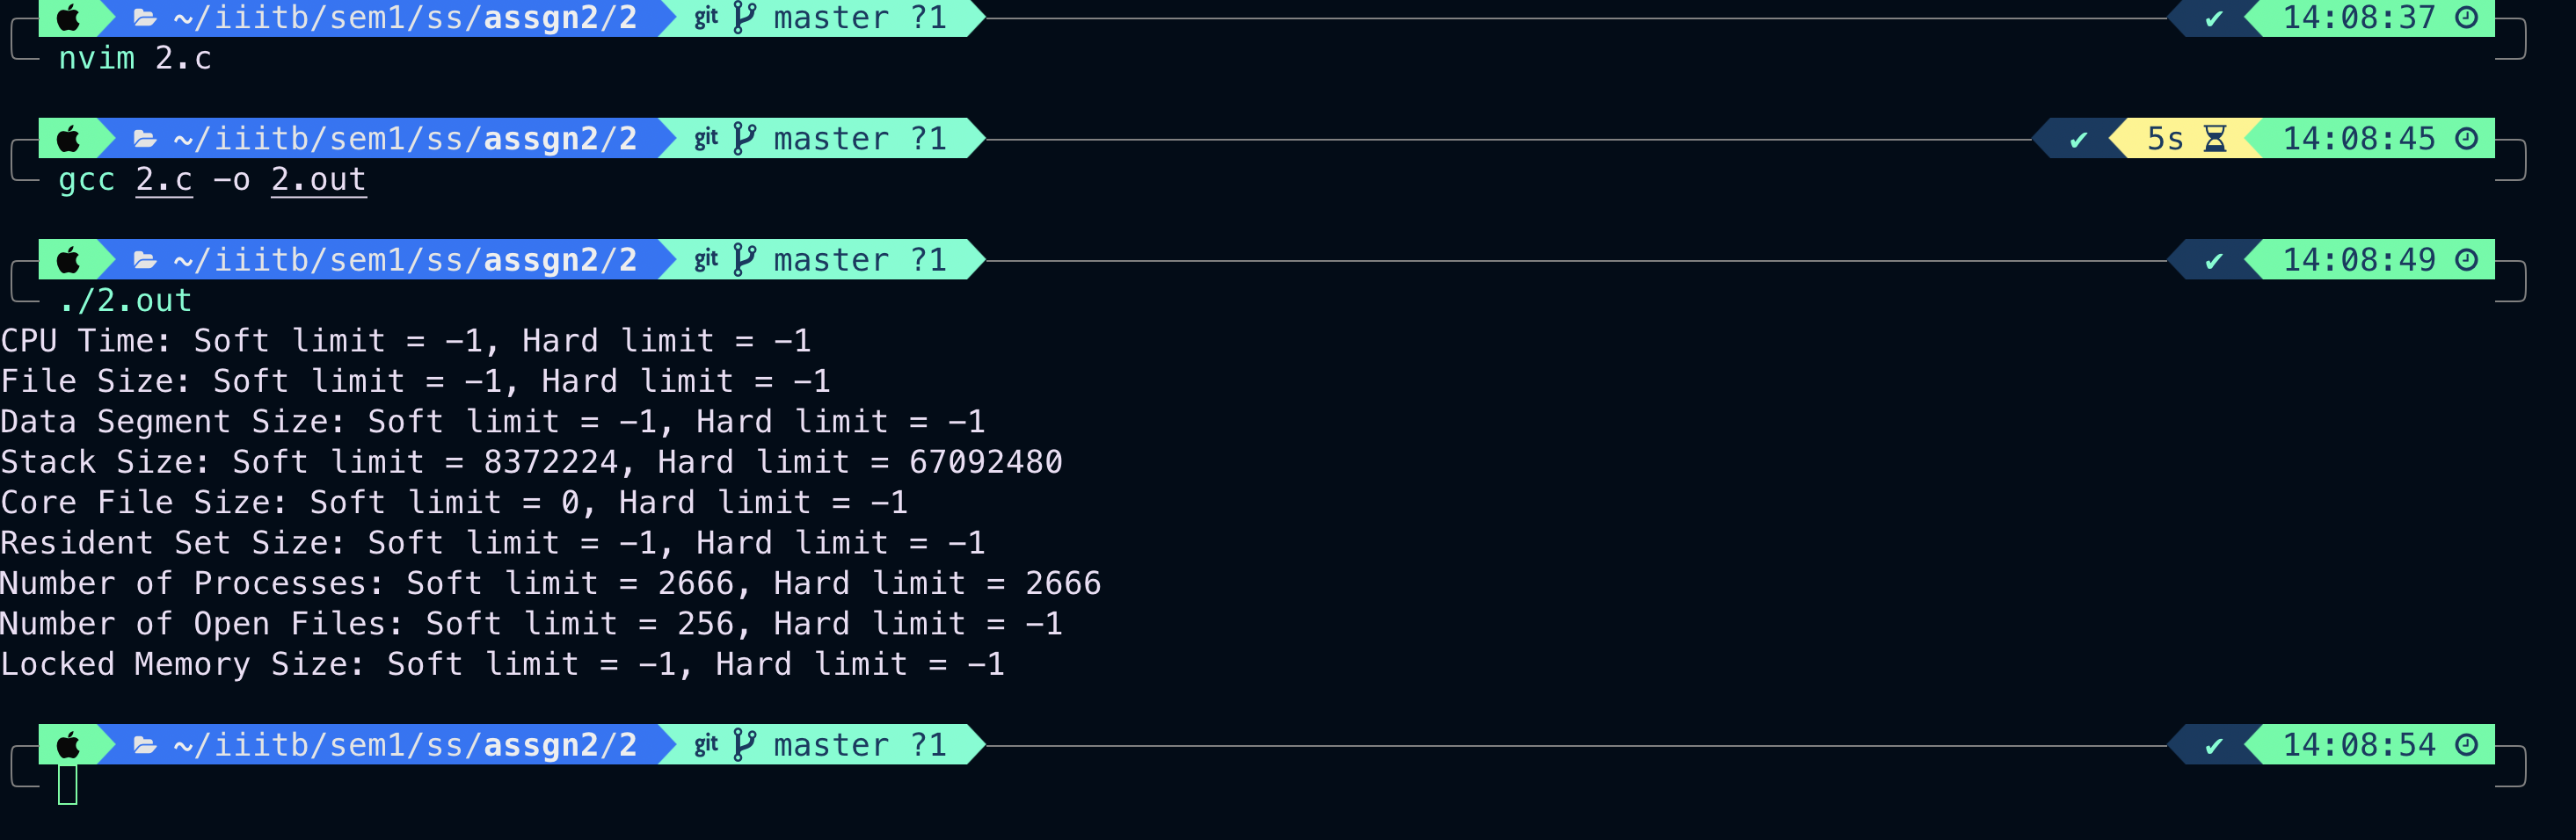 ~/iiitb/sem1/ss/assgn2/2 git master ?1 ✔ 14:08:37
nvim 2.c
~/iiitb/sem1/ss/assgn2/2 git master ?1 ✔ 5s 14:08:45
gcc 2.c -o 2.out
~/iiitb/sem1/ss/assgn2/2 git master ?1 ✔ 14:08:49
./2.out
CPU Time: Soft limit = -1, Hard limit = -1
File Size: Soft limit = -1, Hard limit = -1
Data Segment Size: Soft limit = -1, Hard limit = -1
Stack Size: Soft limit = 8372224, Hard limit = 67092480
Core File Size: Soft limit = 0, Hard limit = -1
Resident Set Size: Soft limit = -1, Hard limit = -1
Number of Processes: Soft limit = 2666, Hard limit = 2666
Number of Open Files: Soft limit = 256, Hard limit = -1
Locked Memory Size: Soft limit = -1, Hard limit = -1
~/iiitb/sem1/ss/assgn2/2 git master ?1 ✔ 14:08:54